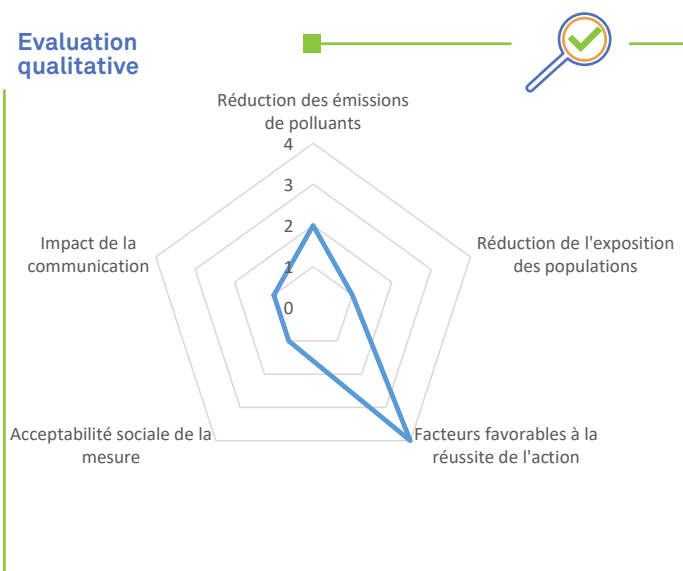 Evaluation
qualitative
Réduction des émissions
de polluants
4
3
2
1
0
Réduction de l'exposition
des populations
Facteurs favorables à la
réussite de l'action
Acceptabilité sociale de la
mesure
Impact de la
communication